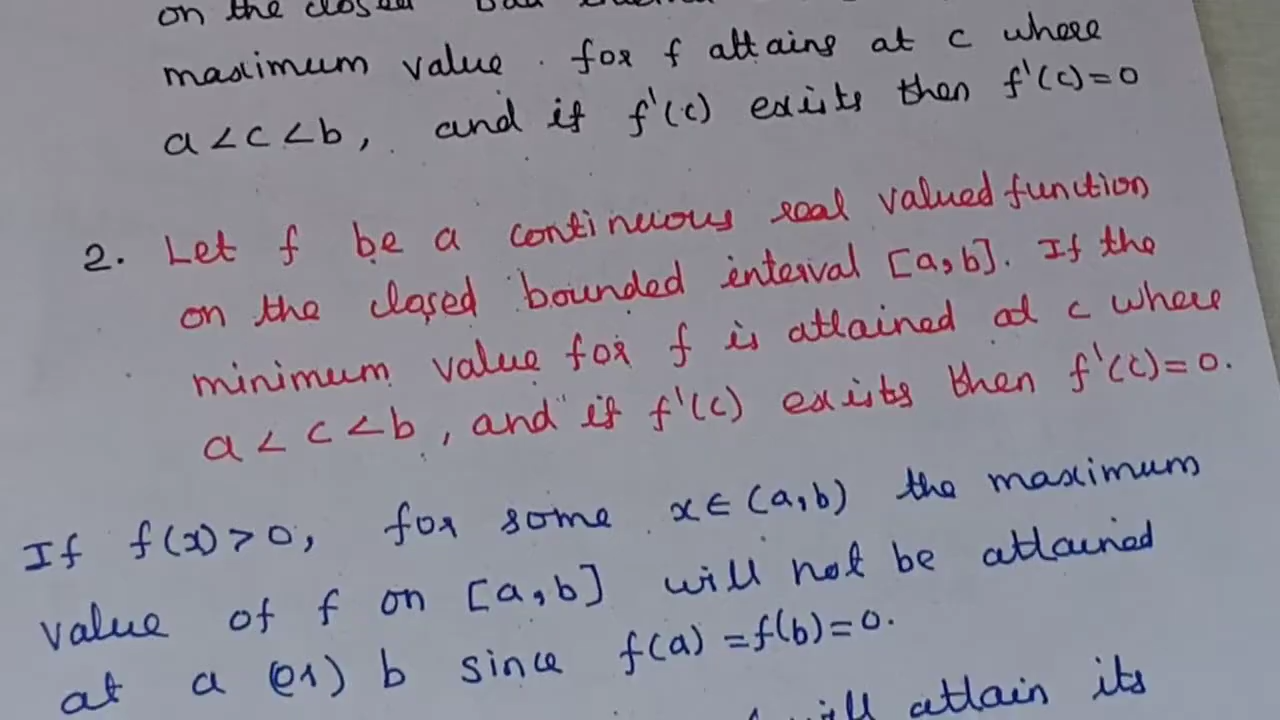 on the closed
maximum value. for f attains at c where
a<c<b, and if f'(c) exists then f'(c)=0
2. Let f be a continuous real valued function
on the closed bounded interval [a,b]. If the
minimum value for f is attained at c where
a<c<b, and if f'(c) exists then f'(c)=0.
If f(x)>0, for some x∈(a,b) the maximum
value of f on [a,b] will not be attained
at a (or) b since f(a)=f(b)=0.
will attain its